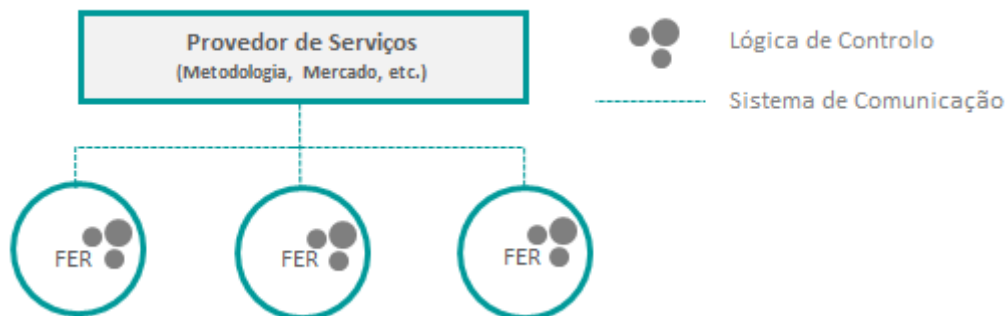 Provedor de Serviços
(Metodologia, Mercado, etc.)
Lógica de Controlo
Sistema de Comunicação
FER
FER
FER